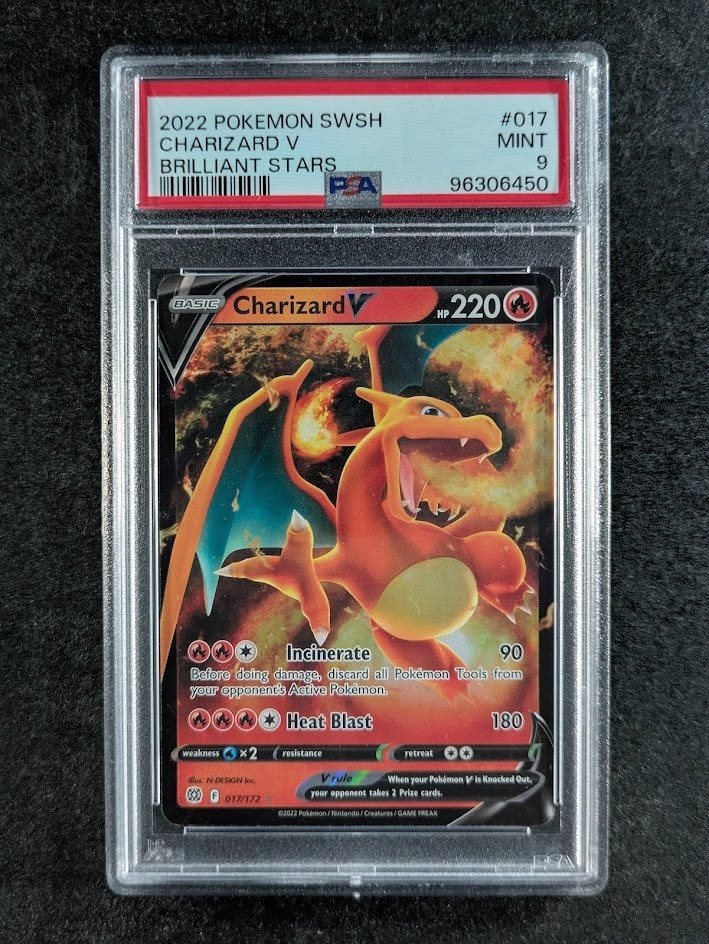 2022 POKEMON SWSH #017
CHARIZARD V MINT
BRILLIANT STARS 9
PSA 96306450
BASIC Charizard V HP 220
Incinerate 90
Before doing damage, discard all Pokémon Tools from
your opponent's Active Pokémon.
Heat Blast 180
weakness ×2 resistance retreat
V rule When your Pokémon V is Knocked Out,
your opponent takes 2 Prize cards.
Illus. N-DESIGN Inc.
F 017/172
©2022 Pokémon / Nintendo / Creatures / GAME FREAK
PSA